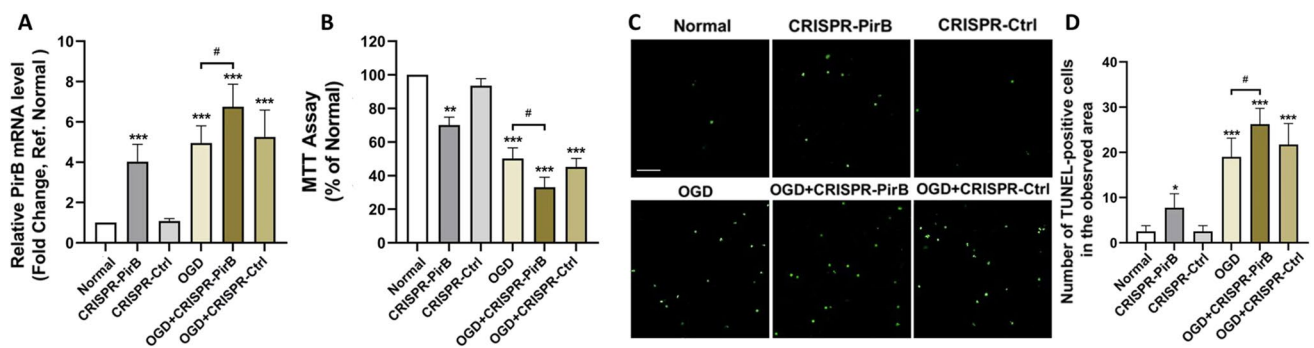 A
Relative PirB mRNA level
(Fold Change, Ref. Normal )
10
8
6
4
2
0
***
***
#
***
***
Normal
CRISPR-PirB
CRISPR-Ctrl
OGD
OGD+CRISPR-PirB
OGD+CRISPR-Ctrl
B
MTT Assay
(% of Normal)
120
100
80
60
40
20
0
**
***
#
***
***
Normal
CRISPR-PirB
CRISPR-Ctrl
OGD
OGD+CRISPR-PirB
OGD+CRISPR-Ctrl
C
Normal
CRISPR-PirB
CRISPR-Ctrl
OGD
OGD+CRISPR-PirB
OGD+CRISPR-Ctrl
D
Number of TUNEL-positive cells
in the obesrved area
40
30
20
10
0
*
***
#
***
***
Normal
CRISPR-PirB
CRISPR-Ctrl
OGD
OGD+CRISPR-PirB
OGD+CRISPR-Ctrl